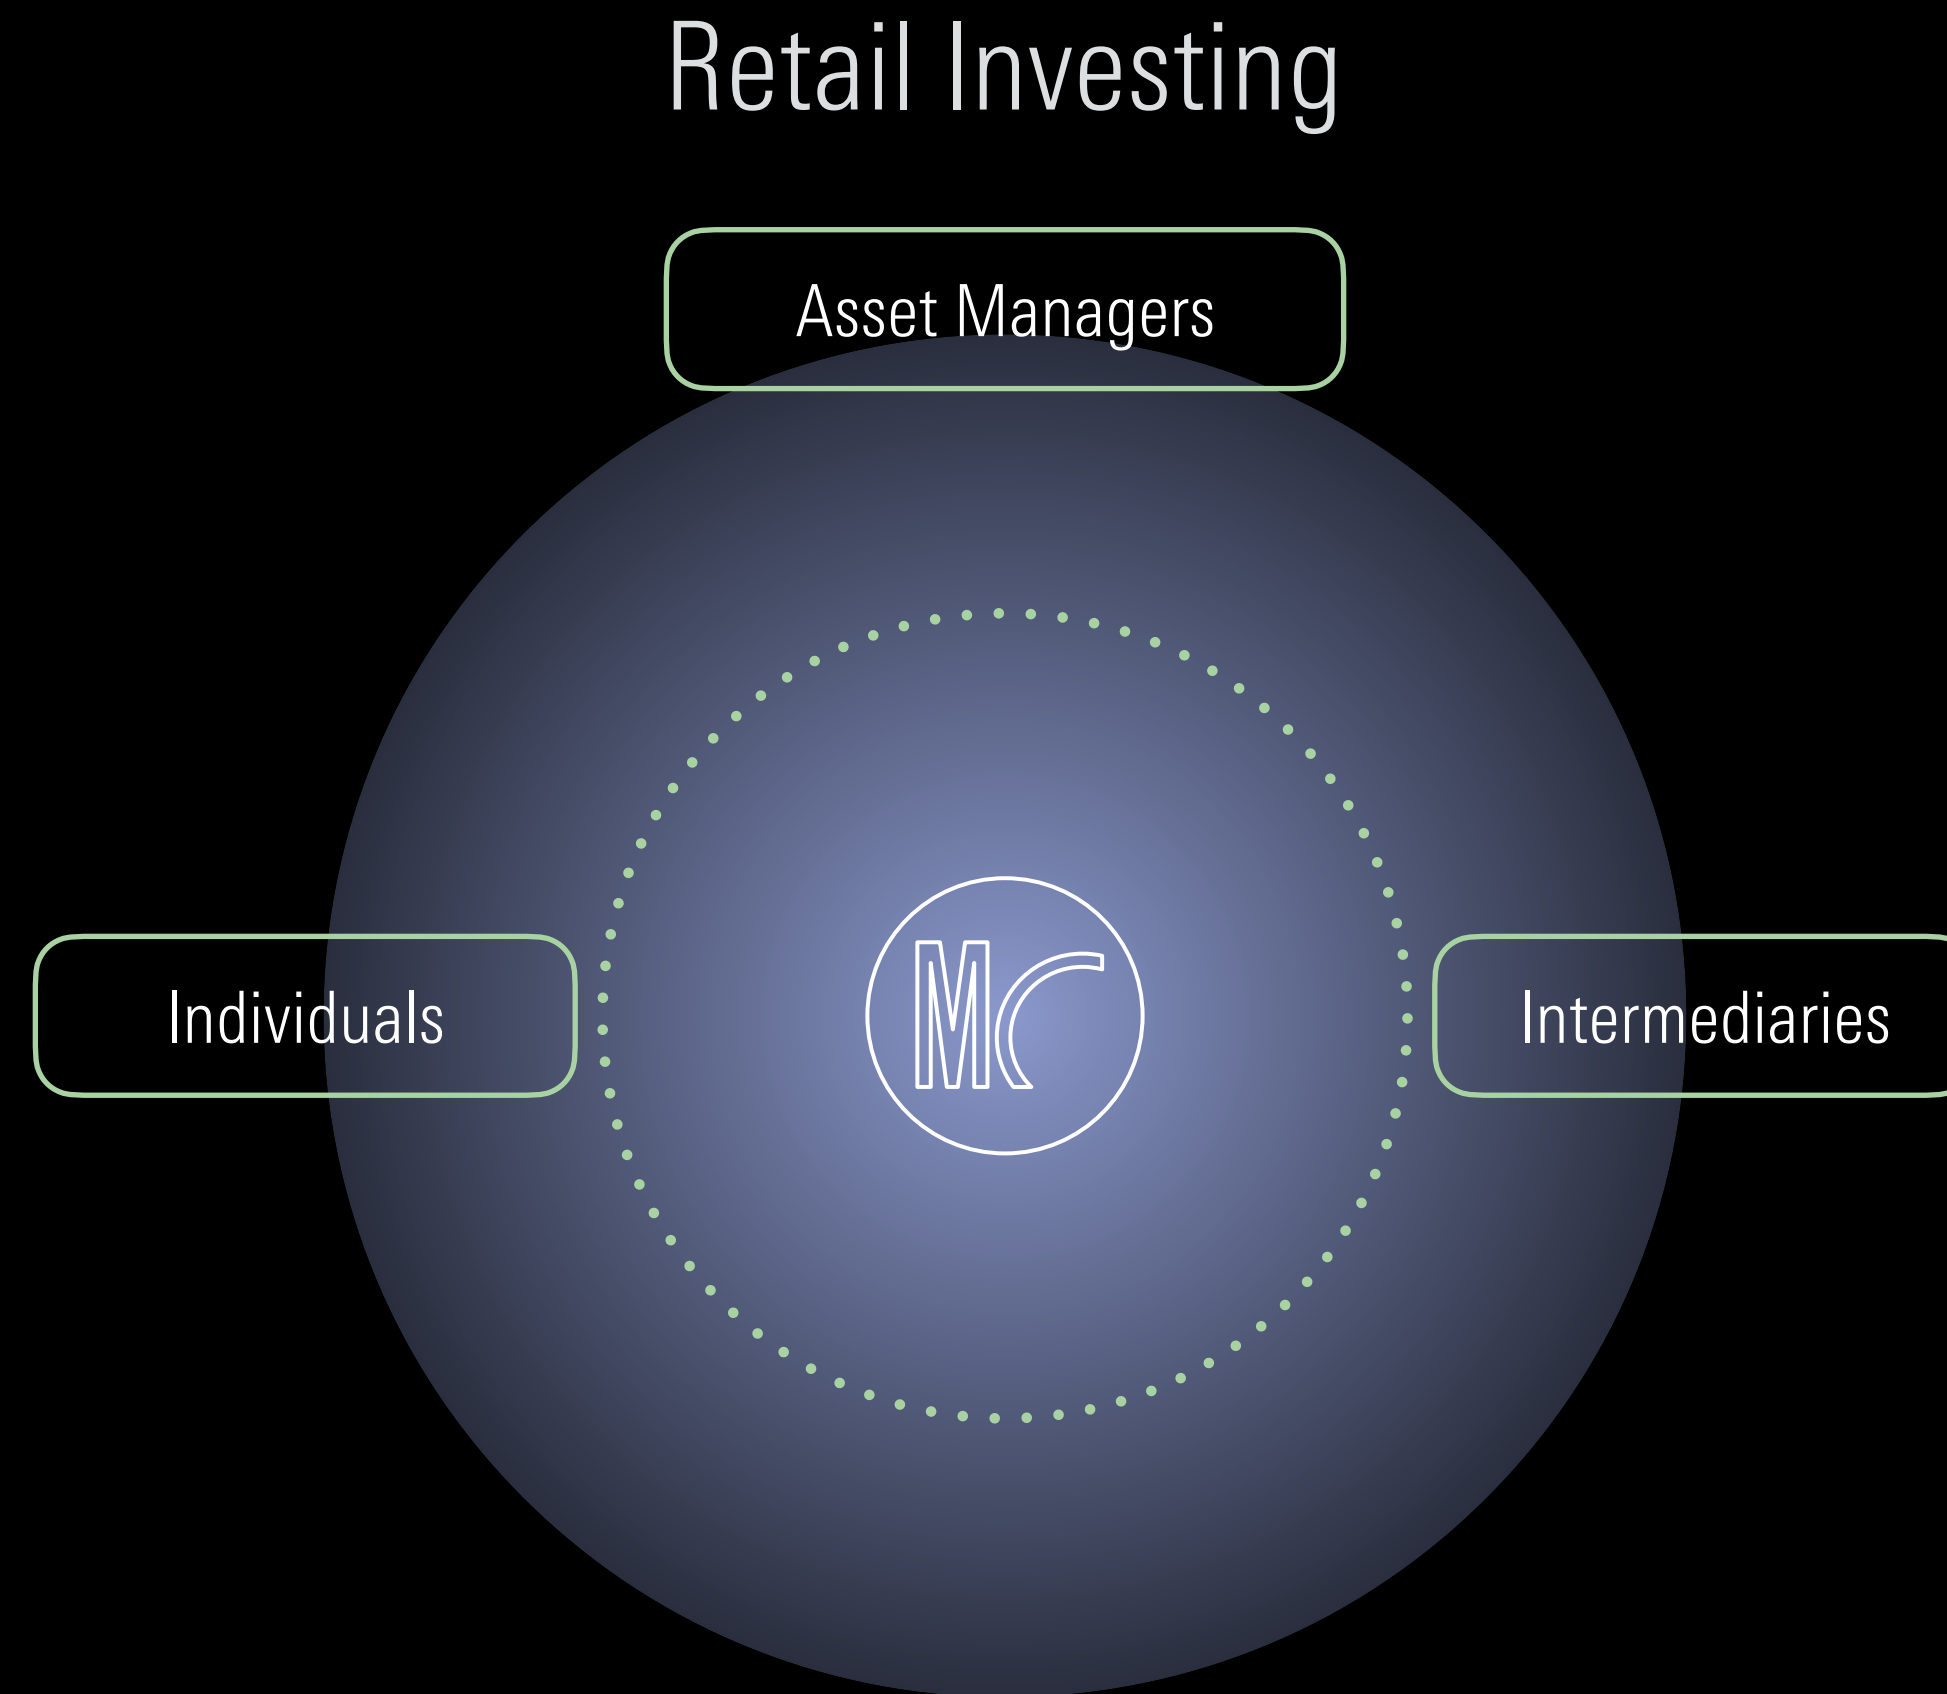 Retail Investing
Asset Managers
Individuals
Intermediaries